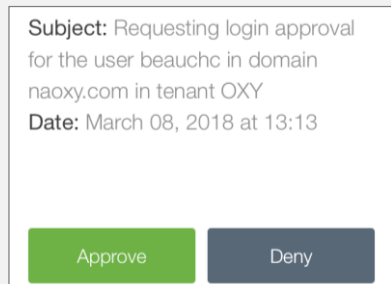 Subject: Requesting login approval
for the user beauchc in domain
naoxy.com in tenant OXY
Date: March 08, 2018 at 13:13
Approve Deny